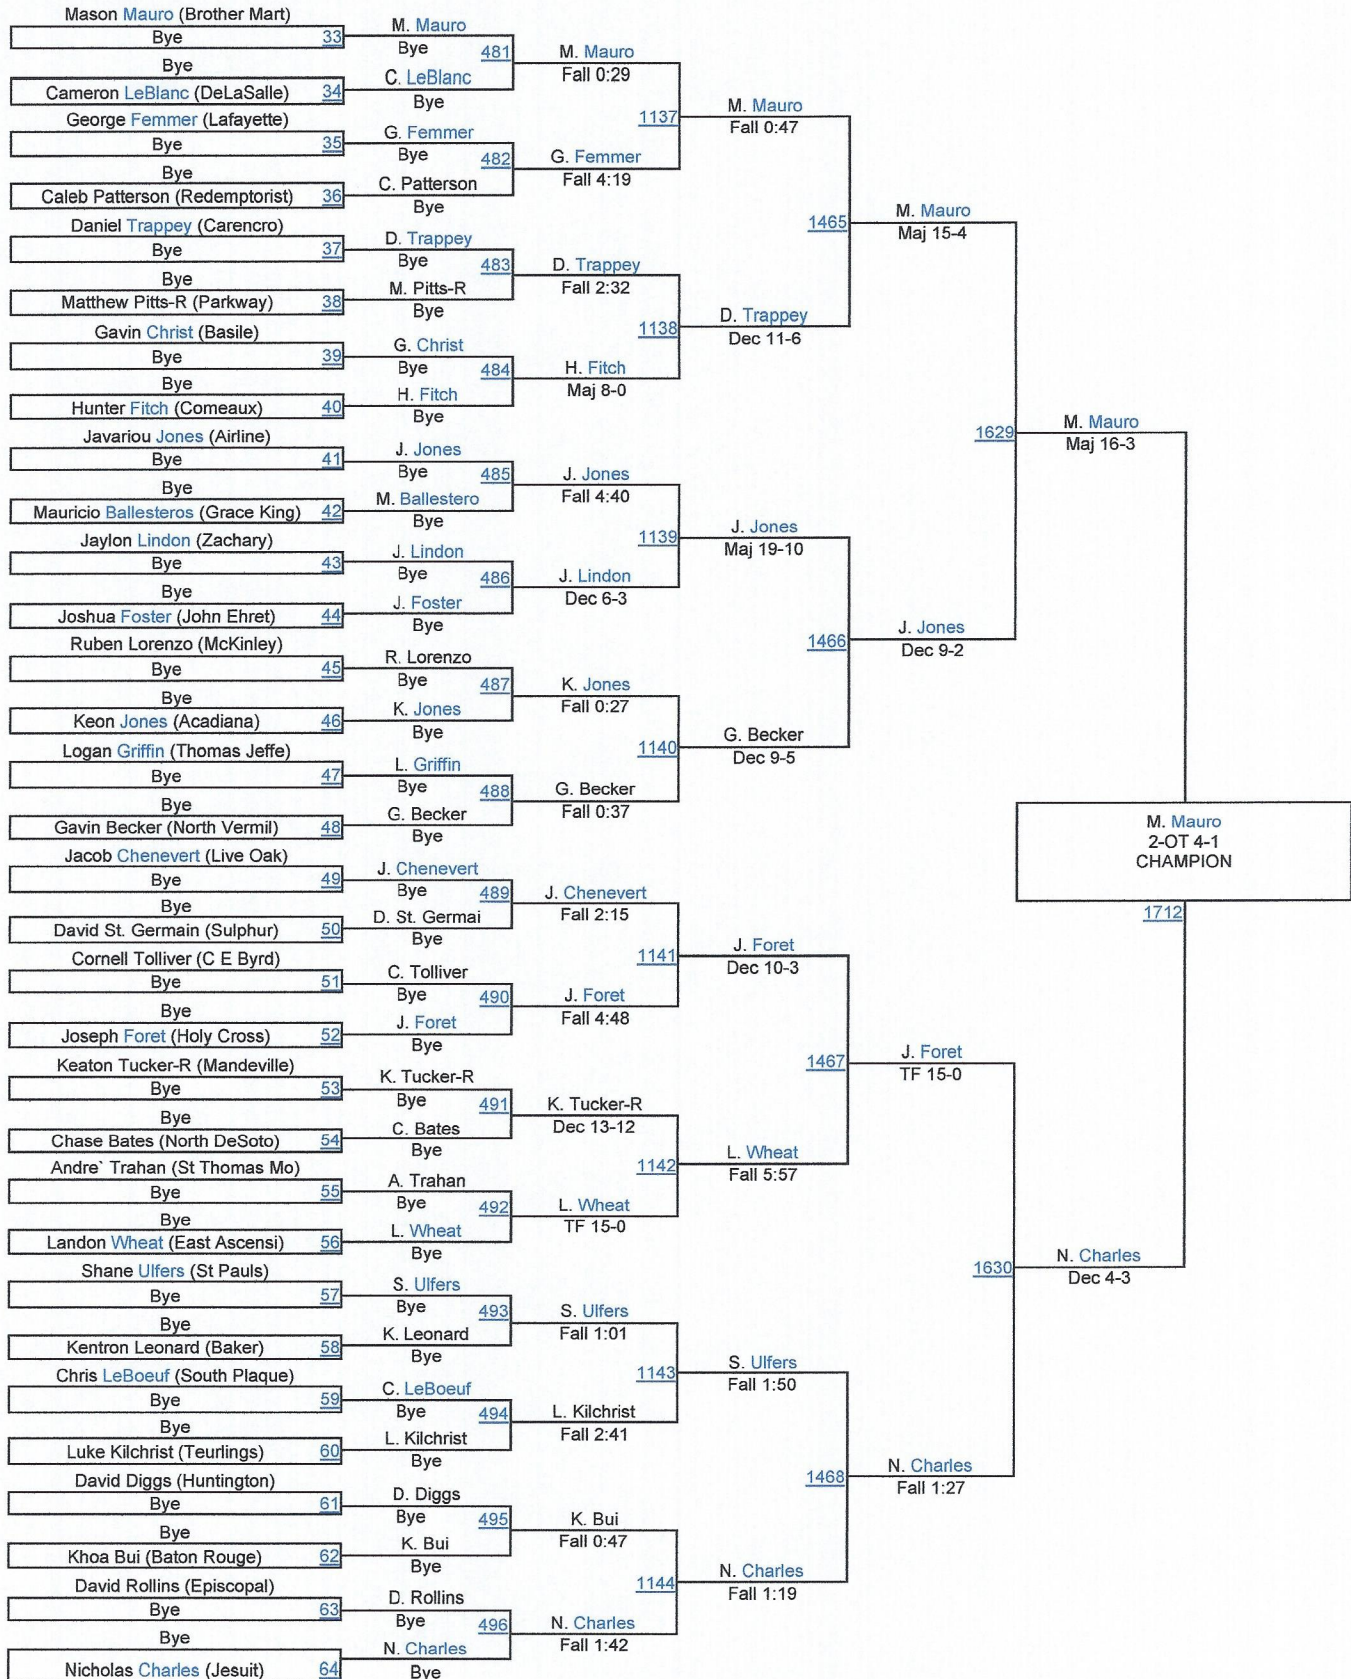 Mason Mauro (Brother Mart)
Bye 33
Bye
Cameron LeBlanc (DeLaSalle) 34
George Femmer (Lafayette)
Bye 35
Bye
Caleb Patterson (Redemptorist) 36
Daniel Trappey (Carencro)
Bye 37
Bye
Matthew Pitts-R (Parkway) 38
Gavin Christ (Basile)
Bye 39
Bye
Hunter Fitch (Comeaux) 40
Javariou Jones (Airline)
Bye 41
Bye
Mauricio Ballesteros (Grace King) 42
Jaylon Lindon (Zachary)
Bye 43
Bye
Joshua Foster (John Ehret) 44
Ruben Lorenzo (McKinley)
Bye 45
Bye
Keon Jones (Acadiana) 46
Logan Griffin (Thomas Jeffe)
Bye 47
Bye
Gavin Becker (North Vermil) 48
Jacob Chenevert (Live Oak)
Bye 49
Bye
David St. Germain (Sulphur) 50
Cornell Tolliver (C E Byrd)
Bye 51
Bye
Joseph Foret (Holy Cross) 52
Keaton Tucker-R (Mandeville)
Bye 53
Bye
Chase Bates (North DeSoto) 54
Andre` Trahan (St Thomas Mo)
Bye 55
Bye
Landon Wheat (East Ascensi) 56
Shane Ulfers (St Pauls)
Bye 57
Bye
Kentron Leonard (Baker) 58
Chris LeBoeuf (South Plaque)
Bye 59
Bye
Luke Kilchrist (Teurlings) 60
David Diggs (Huntington)
Bye 61
Bye
Khoa Bui (Baton Rouge) 62
David Rollins (Episcopal)
Bye 63
Bye
Nicholas Charles (Jesuit) 64
M. Mauro
Bye 481
C. LeBlanc
Bye
G. Femmer
Bye 482
C. Patterson
Bye
D. Trappey
Bye 483
M. Pitts-R
Bye
G. Christ
Bye 484
H. Fitch
Bye
J. Jones
Bye 485
M. Ballestero
Bye
J. Lindon
Bye 486
J. Foster
Bye
R. Lorenzo
Bye 487
K. Jones
Bye
L. Griffin
Bye 488
G. Becker
Bye
J. Chenevert
Bye 489
D. St. Germai
Bye
C. Tolliver
Bye 490
J. Foret
Bye
K. Tucker-R
Bye 491
C. Bates
Bye
A. Trahan
Bye 492
L. Wheat
Bye
S. Ulfers
Bye 493
K. Leonard
Bye
C. LeBoeuf
Bye 494
L. Kilchrist
Bye
D. Diggs
Bye 495
K. Bui
Bye
D. Rollins
Bye 496
N. Charles
Bye
M. Mauro
Fall 0:29
1137
G. Femmer
Fall 4:19
D. Trappey
Fall 2:32
1138
H. Fitch
Maj 8-0
J. Jones
Fall 4:40
1139
J. Lindon
Dec 6-3
K. Jones
Fall 0:27
1140
G. Becker
Fall 0:37
J. Chenevert
Fall 2:15
1141
J. Foret
Fall 4:48
K. Tucker-R
Dec 13-12
1142
L. Wheat
TF 15-0
S. Ulfers
Fall 1:01
1143
L. Kilchrist
Fall 2:41
K. Bui
Fall 0:47
1144
N. Charles
Fall 1:42
M. Mauro
Fall 0:47
1465
D. Trappey
Dec 11-6
J. Jones
Maj 19-10
1466
G. Becker
Dec 9-5
J. Foret
Dec 10-3
1467
L. Wheat
Fall 5:57
S. Ulfers
Fall 1:50
1468
N. Charles
Fall 1:19
M. Mauro
Maj 15-4
1629
J. Jones
Dec 9-2
J. Foret
TF 15-0
1630
N. Charles
Fall 1:27
M. Mauro
Maj 16-3
N. Charles
Dec 4-3
M. Mauro
2-OT 4-1
CHAMPION
1712